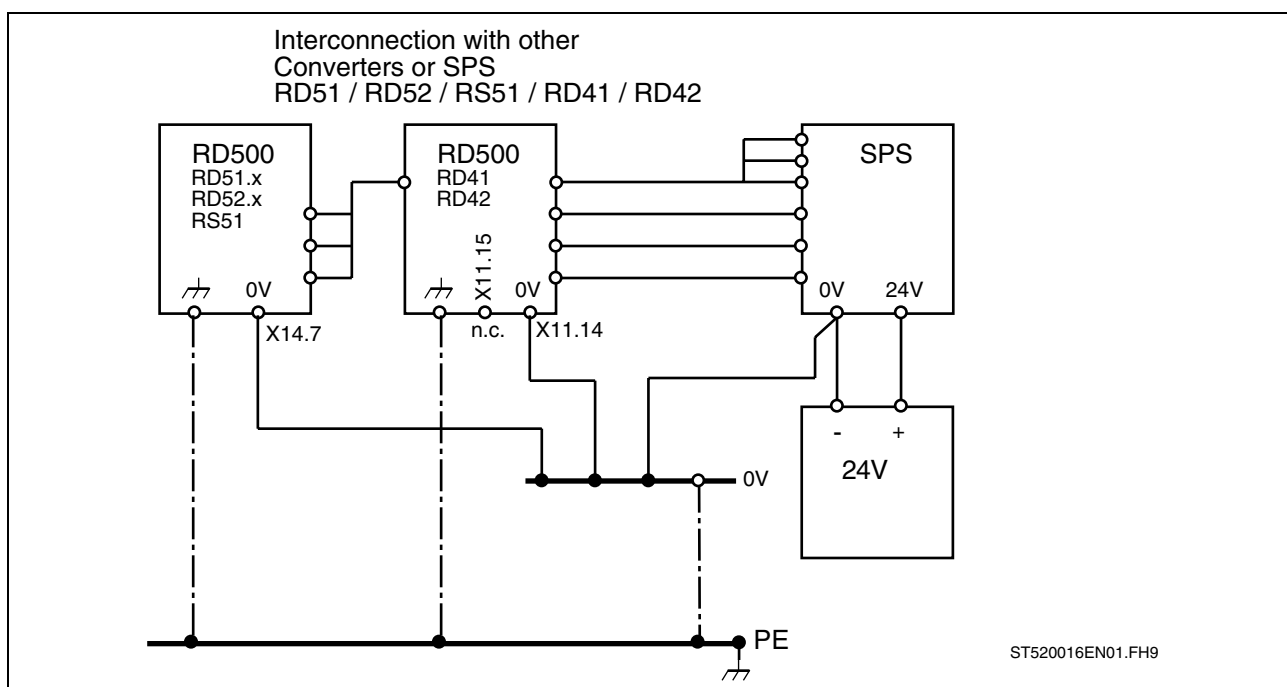 Interconnection with other
Converters or SPS
RD51 / RD52 / RS51 / RD41 / RD42
RD500
RD51.x
RD52.x
RS51
0V
X14.7
RD500
RD41
RD42
X11.15
0V
n.c.
X11.14
SPS
0V
24V
- +
24V
0V
PE
ST520016EN01.FH9